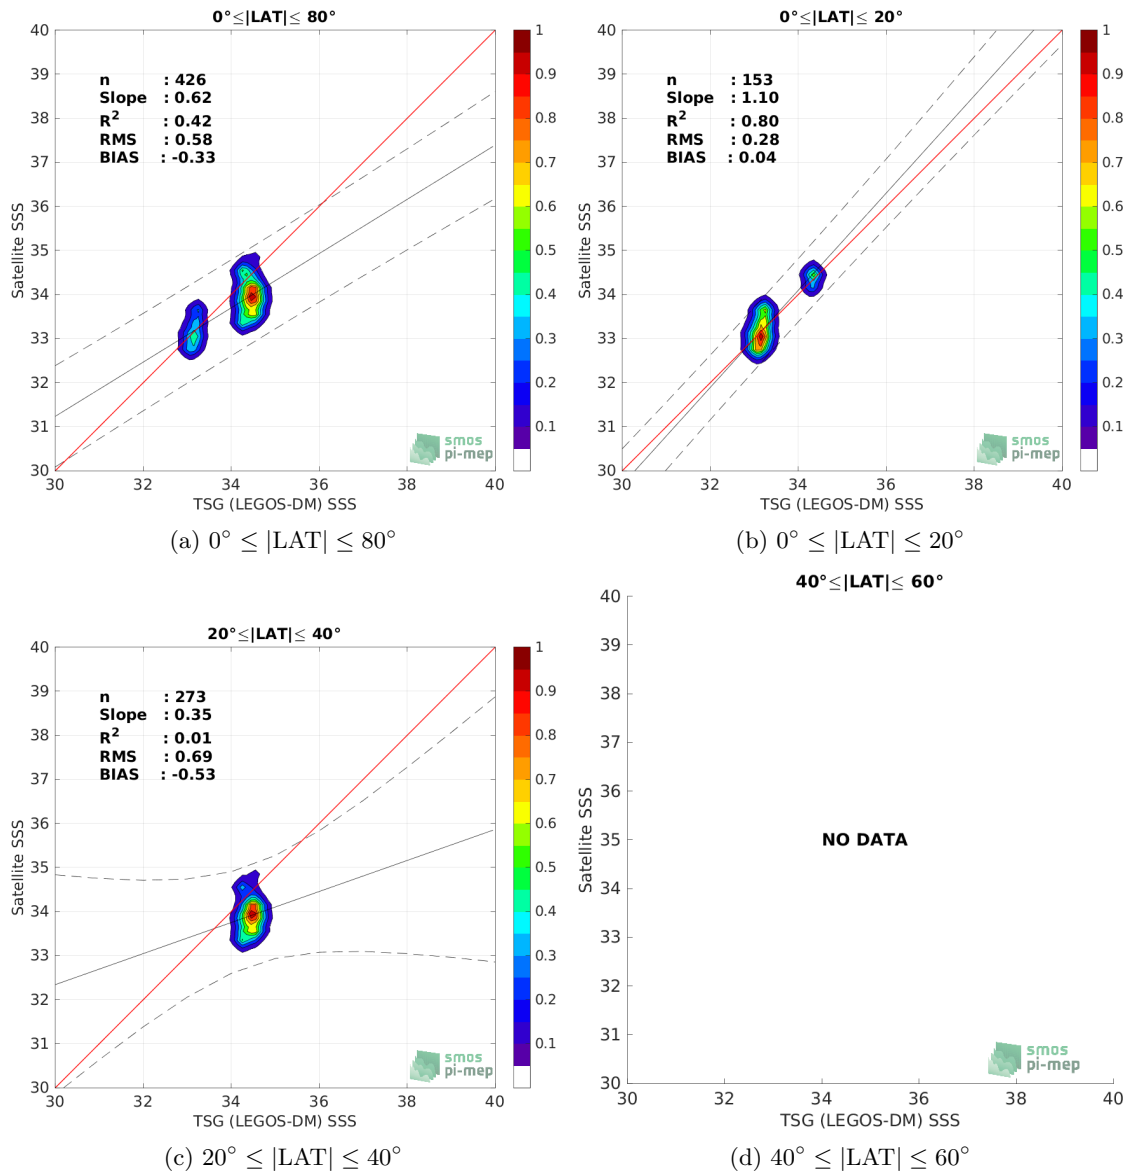 0°≤|LAT|≤ 80°
40
39
38
37
36
35
34
33
32
31
30
Satellite SSS
n : 426
Slope : 0.62
R² : 0.42
RMS : 0.58
BIAS : -0.33
smos
pi-mep
30 32 34 36 38 40
TSG (LEGOS-DM) SSS
1
0.9
0.8
0.7
0.6
0.5
0.4
0.3
0.2
0.1
(a) 0° ≤ |LAT| ≤ 80°
0°≤|LAT|≤ 20°
40
39
38
37
36
35
34
33
32
31
30
Satellite SSS
n : 153
Slope : 1.10
R² : 0.80
RMS : 0.28
BIAS : 0.04
smos
pi-mep
30 32 34 36 38 40
TSG (LEGOS-DM) SSS
1
0.9
0.8
0.7
0.6
0.5
0.4
0.3
0.2
0.1
(b) 0° ≤ |LAT| ≤ 20°
20°≤|LAT|≤ 40°
40
39
38
37
36
35
34
33
32
31
30
Satellite SSS
n : 273
Slope : 0.35
R² : 0.01
RMS : 0.69
BIAS : -0.53
smos
pi-mep
30 32 34 36 38 40
TSG (LEGOS-DM) SSS
1
0.9
0.8
0.7
0.6
0.5
0.4
0.3
0.2
0.1
(c) 20° ≤ |LAT| ≤ 40°
40°≤|LAT|≤ 60°
40
39
38
37
36
35
34
33
32
31
30
Satellite SSS
NO DATA
smos
pi-mep
30 32 34 36 38 40
TSG (LEGOS-DM) SSS
(d) 40° ≤ |LAT| ≤ 60°